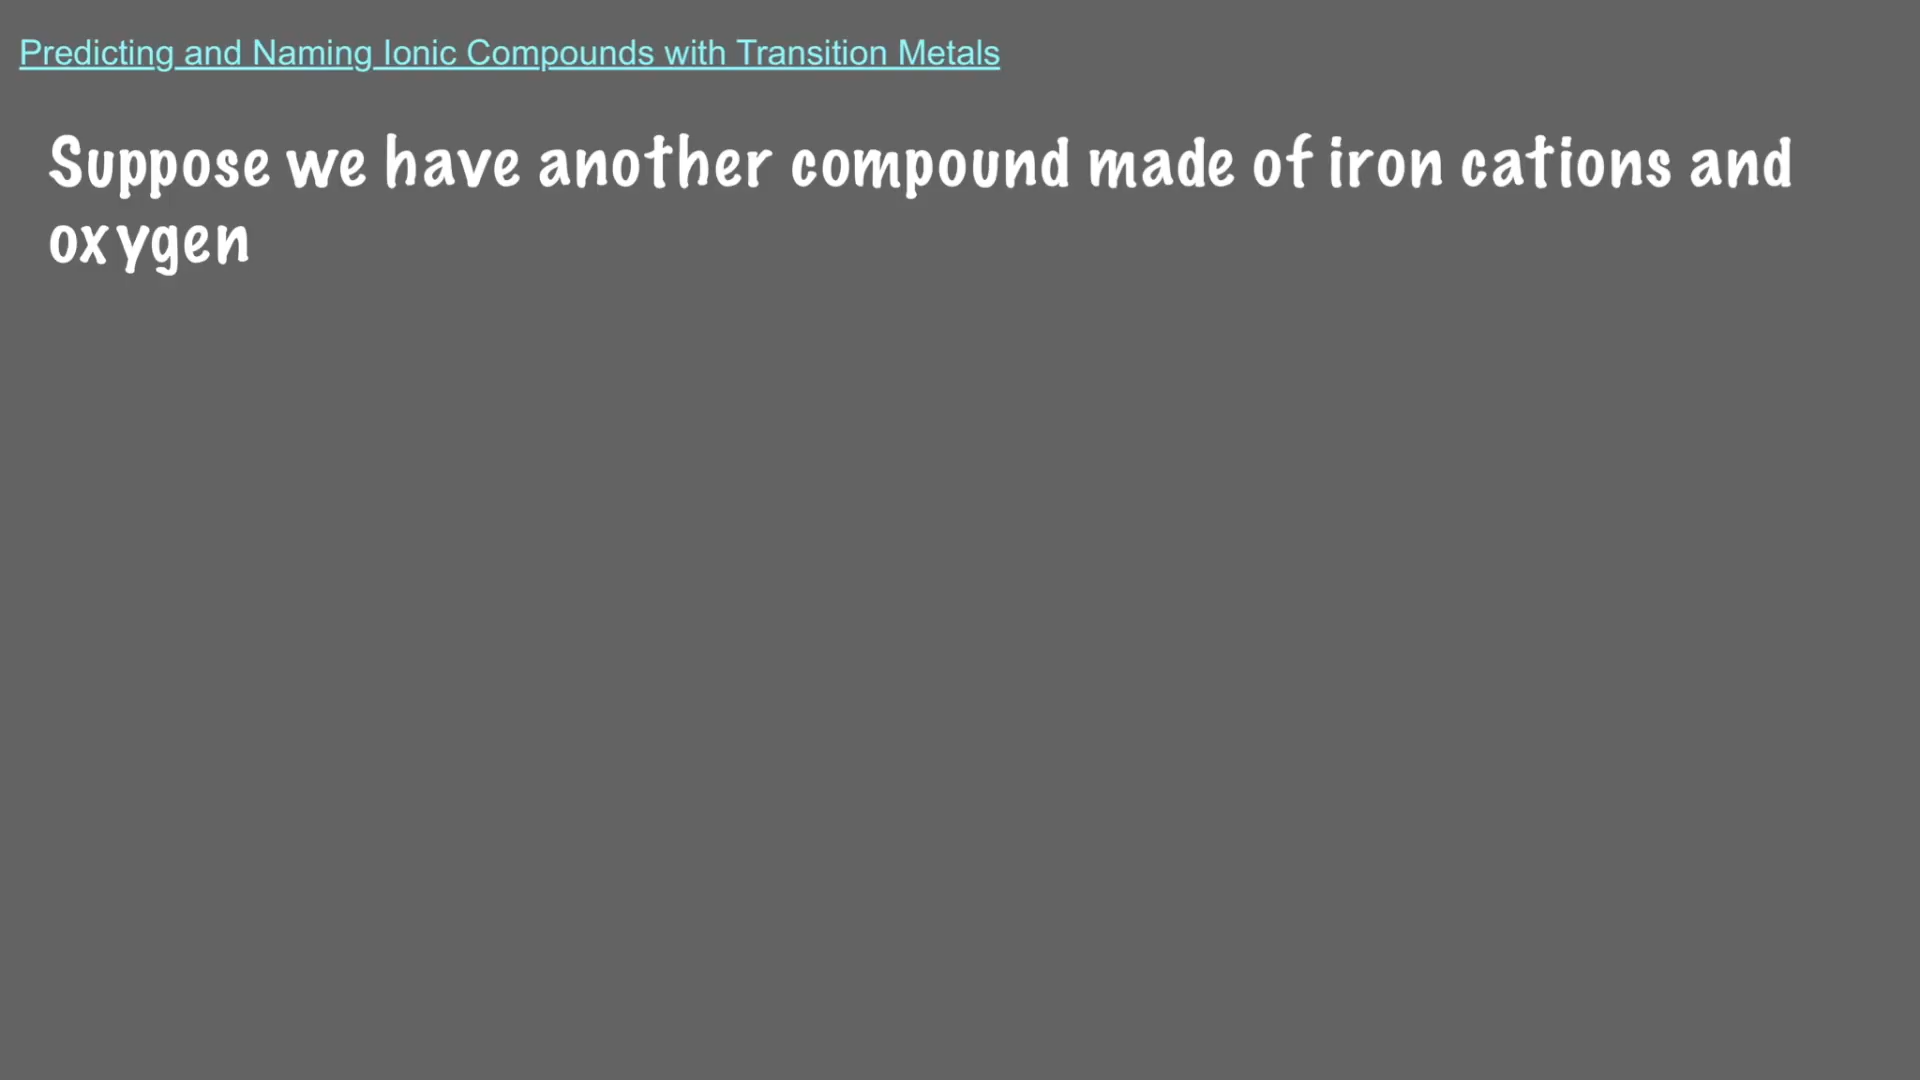 Predicting and Naming Ionic Compounds with Transition Metals
Suppose we have another compound made of iron cations and
oxygen